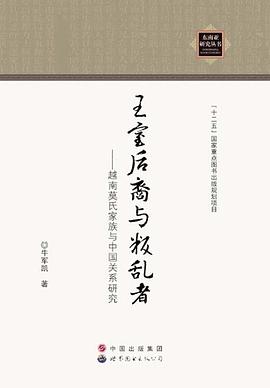 东南亚
研究丛书
「十二五」国家重点图书出版规划项目
王室后裔与叛乱者
——越南莫氏家族与中国关系研究
◎牛军凯 著
中国出版集团
世界图书出版公司